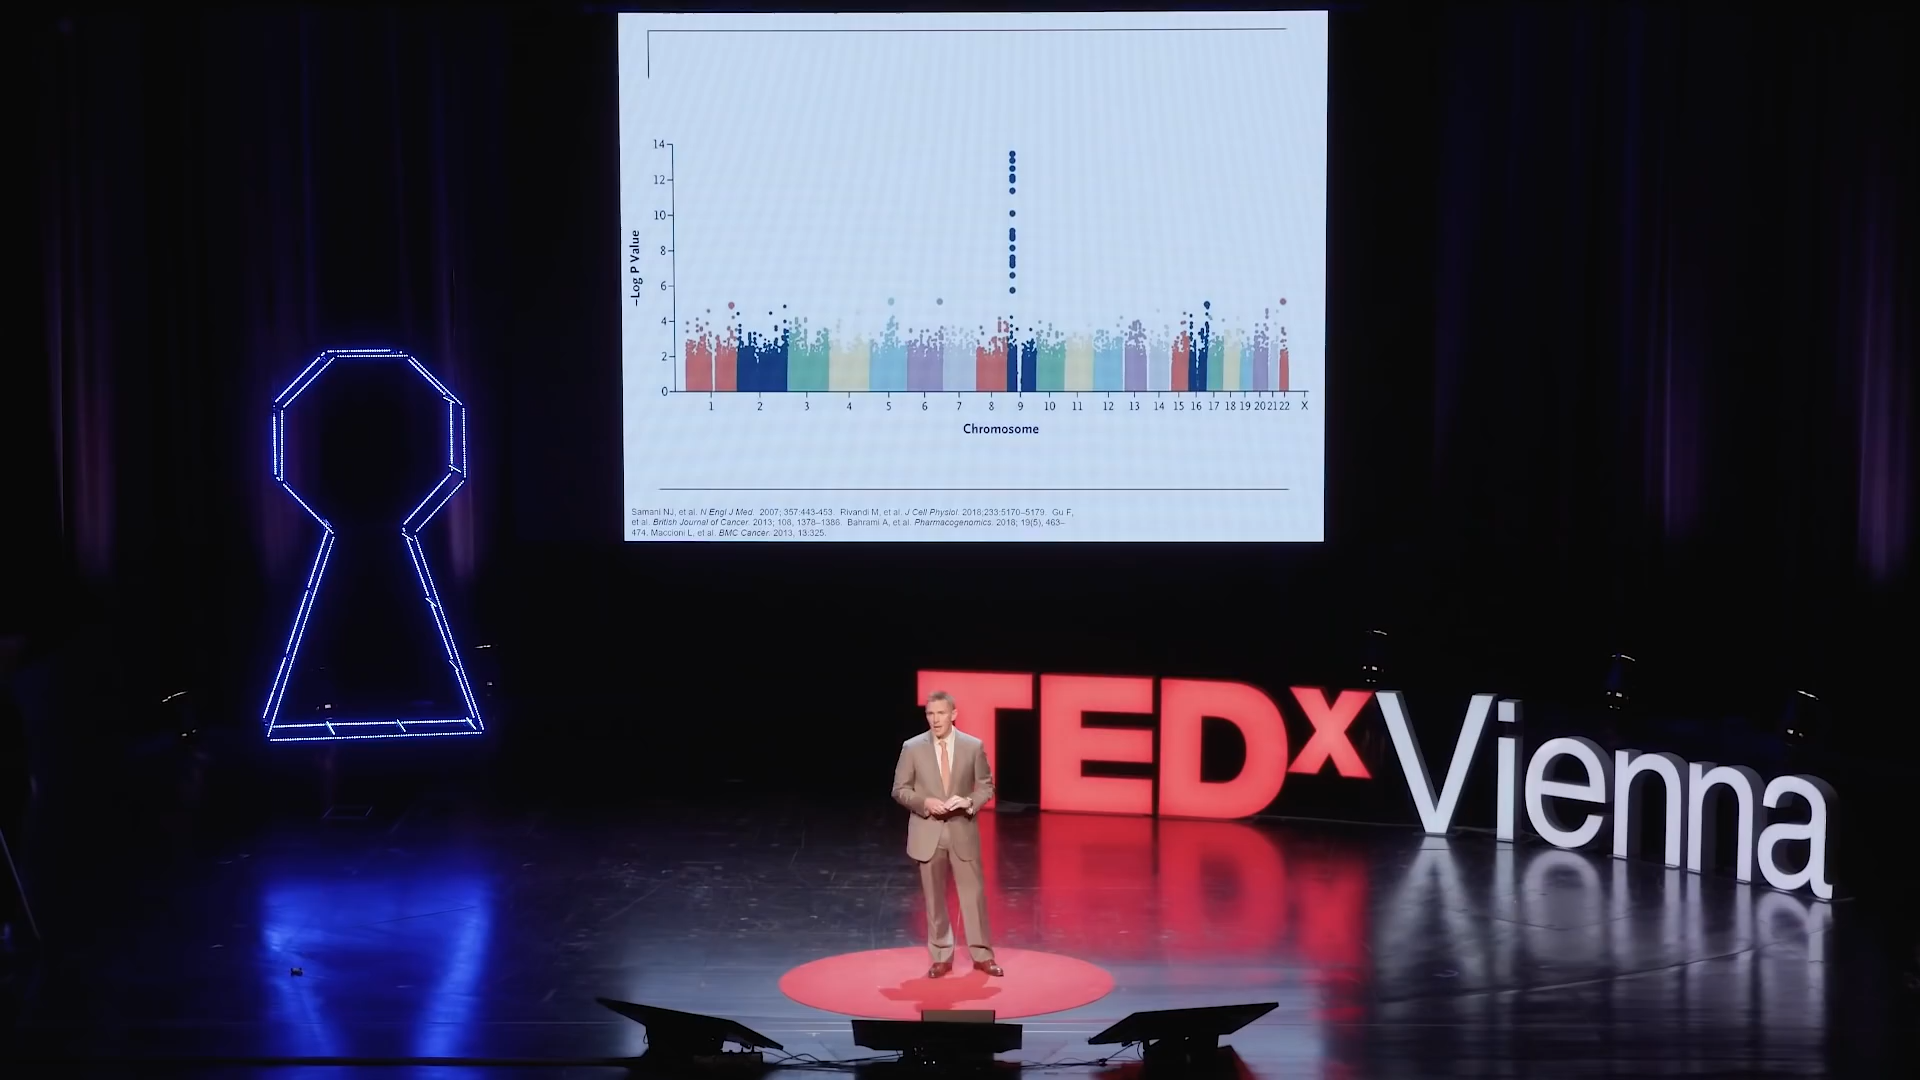 14
12
10
8
6
4
2
0
–Log P Value
1 2 3 4 5 6 7 8 9 10 11 12 13 14 15 16 17 18 19 20 21 22 X
Chromosome
Samani NJ, et al. N Engl J Med. 2007; 357:443-453. Rivandi M, et al. J Cell Physiol. 2018;233:5170–5179. Gu F,
et al. British Journal of Cancer. 2013; 108, 1378–1386. Bahrami A, et al. Pharmacogenomics. 2018; 19(5), 463–
474. Maccioni L, et al. BMC Cancer. 2013, 13:325.
TEDxVienna